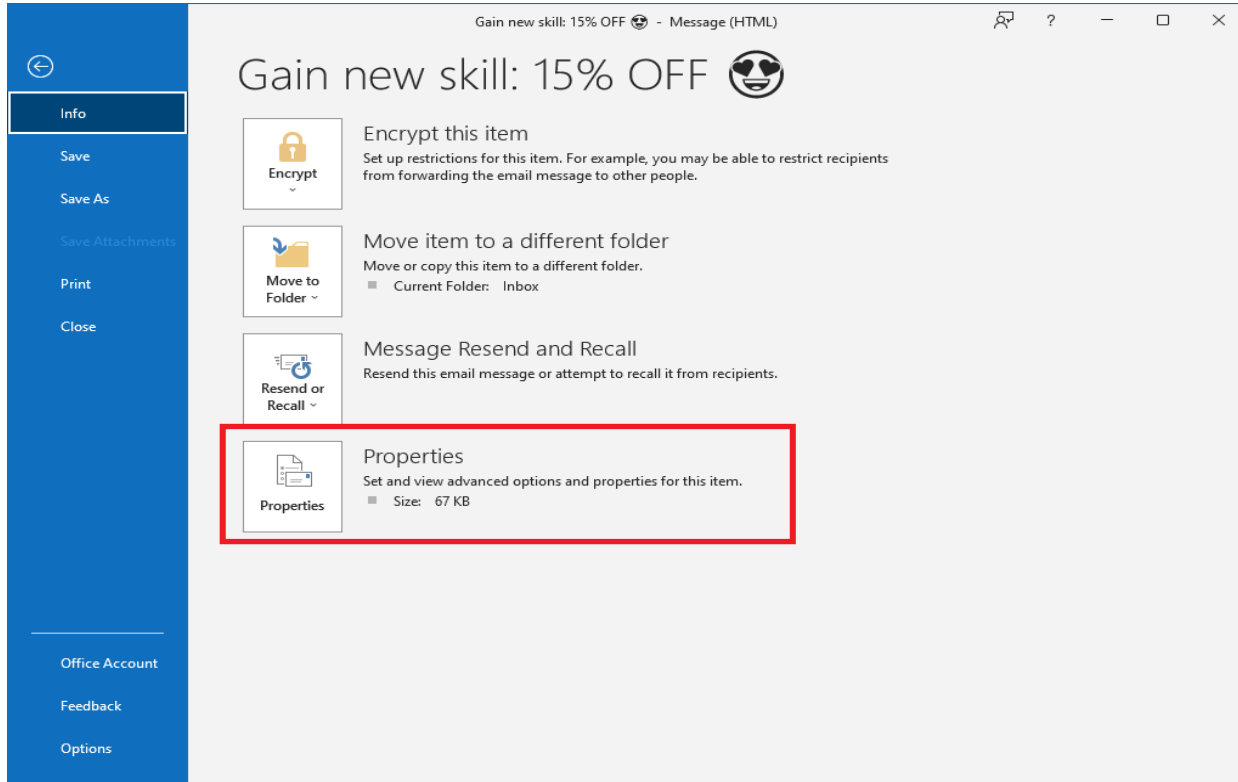 Gain new skill: 15% OFF 😍 - Message (HTML)
?
Gain new skill: 15% OFF 😍
Info
Save
Save As
Save Attachments
Print
Close
Office Account
Feedback
Options
Encrypt
Encrypt this item
Set up restrictions for this item. For example, you may be able to restrict recipients
from forwarding the email message to other people.
Move to
Folder
Move item to a different folder
Move or copy this item to a different folder.
Current Folder: Inbox
Resend or
Recall
Message Resend and Recall
Resend this email message or attempt to recall it from recipients.
Properties
Properties
Set and view advanced options and properties for this item.
Size: 67 KB